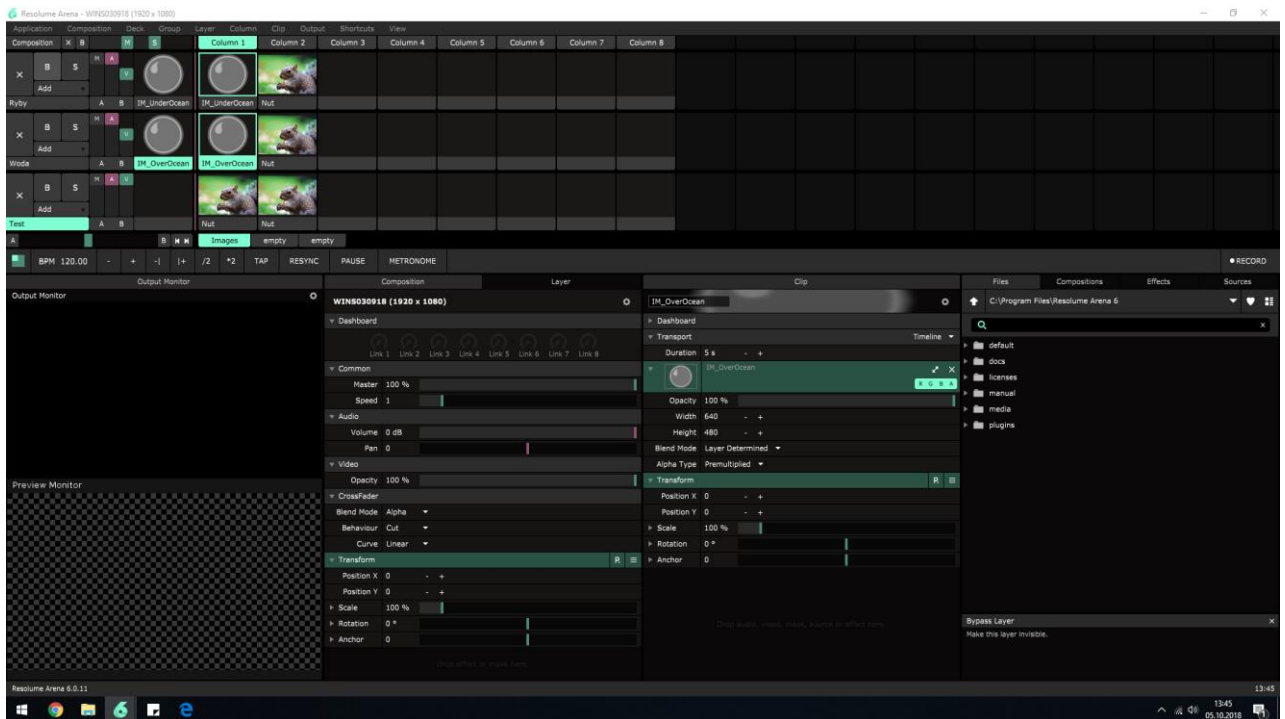 Resolume Arena - WINS030918 (1920 x 1080)
Application Composition Deck Group Layer Column Clip Output Shortcuts View
Composition X B M S Column 1 Column 2 Column 3 Column 4 Column 5 Column 6 Column 7 Column 8
B S M A V
Add
Ryby A B IM_UnderOcean IM_UnderOcean Nut
B S M A V
Add
Woda A B IM_OverOcean IM_OverOcean Nut
B S M A V
Add
Test A B Nut Nut
A B Images empty empty
BPM 120.00 - + -| |+ /2 *2 TAP RESYNC PAUSE METRONOME RECORD
Output Monitor
Output Monitor
Preview Monitor
Composition Layer
WINS030918 (1920 x 1080)
Dashboard
Link 1 Link 2 Link 3 Link 4 Link 5 Link 6 Link 7 Link 8
Common
Master 100 %
Speed 1
Audio
Volume 0 dB
Pan 0
Video
Opacity 100 %
CrossFader
Blend Mode Alpha
Behaviour Cut
Curve Linear
Transform P.
Position X 0 - +
Position Y 0 - +
Scale 100 %
Rotation 0 °
Anchor 0
Drop effect or mask here.
Clip
IM_OverOcean
Dashboard
Transport Timeline
Duration 5 s - +
IM_OverOcean
R G B A
Opacity 100 %
Width 640 - +
Height 480 - +
Blend Mode Layer Determined
Alpha Type Premultiplied
Transform P.
Position X 0 - +
Position Y 0 - +
Scale 100 %
Rotation 0 °
Anchor 0
Drop audio, video, mask, source or effect here.
Files Compositions Effects Sources
C:\Program Files\Resolume Arena 6
default
docs
licenses
manual
media
plugins
Bypass Layer
Make this layer invisible.
Resolume Arena 6.0.11 13:45
13:45
05.10.2018